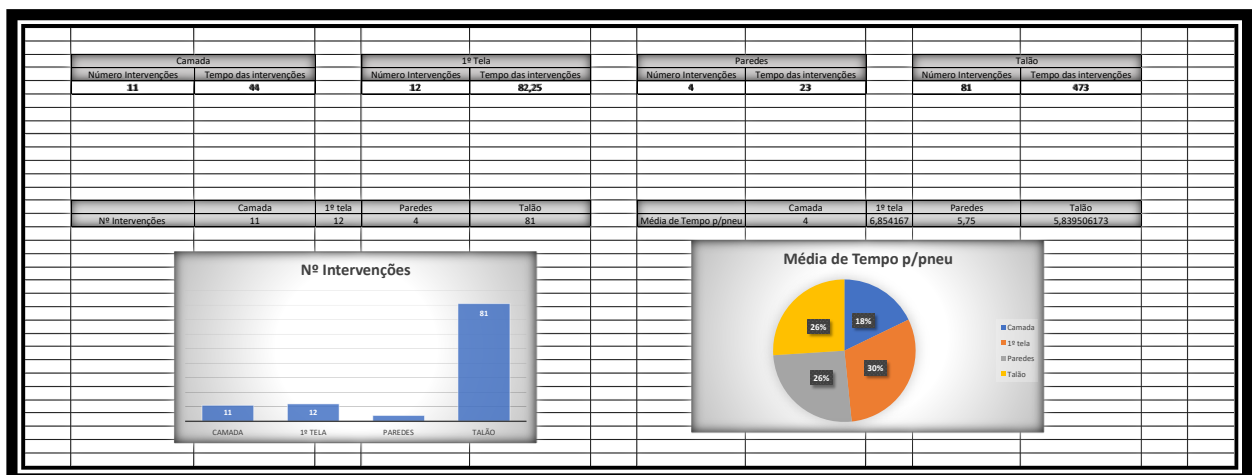 Camada 1º Tela Paredes Talão
Número Intervenções Tempo das intervenções Número Intervenções Tempo das intervenções Número Intervenções Tempo das intervenções Número Intervenções Tempo das intervenções
11 44 12 82,25 4 23 81 473
Camada 1º tela Paredes Talão
Nº Intervenções 11 12 4 81
Camada 1º tela Paredes Talão
Média de Tempo p/pneu 4 6,854167 5,75 5,839506173
Nº Intervenções
81
11 12
CAMADA 1º TELA PAREDES TALÃO
Média de Tempo p/pneu
26% 18%
26% 30%
Camada
1º tela
Paredes
Talão